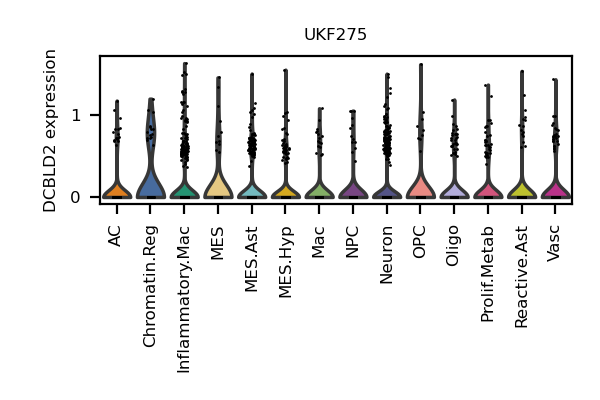 UKF275
DCBLD2 expression
1
0
AC
Chromatin.Reg
Inflammatory.Mac
MES
MES.Ast
MES.Hyp
Mac
NPC
Neuron
OPC
Oligo
Prolif.Metab
Reactive.Ast
Vasc